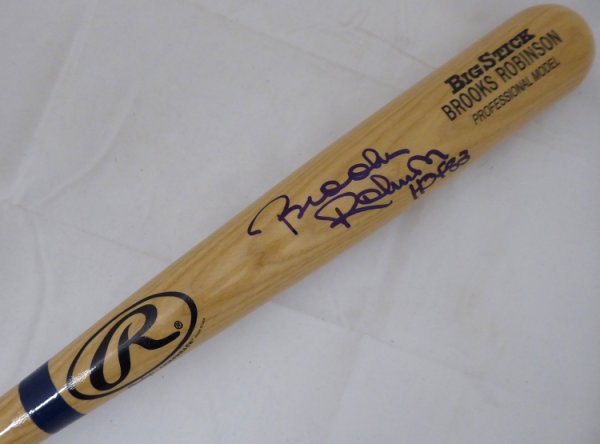 BIG STICK
BROOKS ROBINSON
PROFESSIONAL MODEL
Brooks
Robinson HOF 83
R®